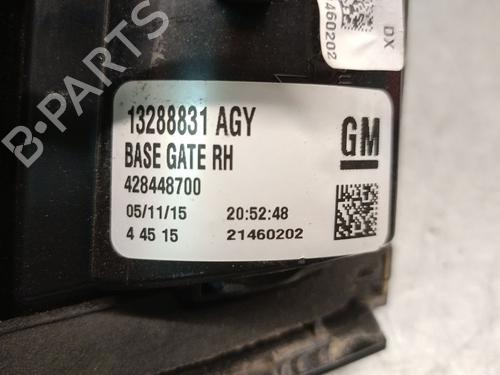 B-PARTS
460202
DX
13288831 AGY
GM
BASE GATE RH
428448700
05/11/15 20:52:48
4 45 15 21460202